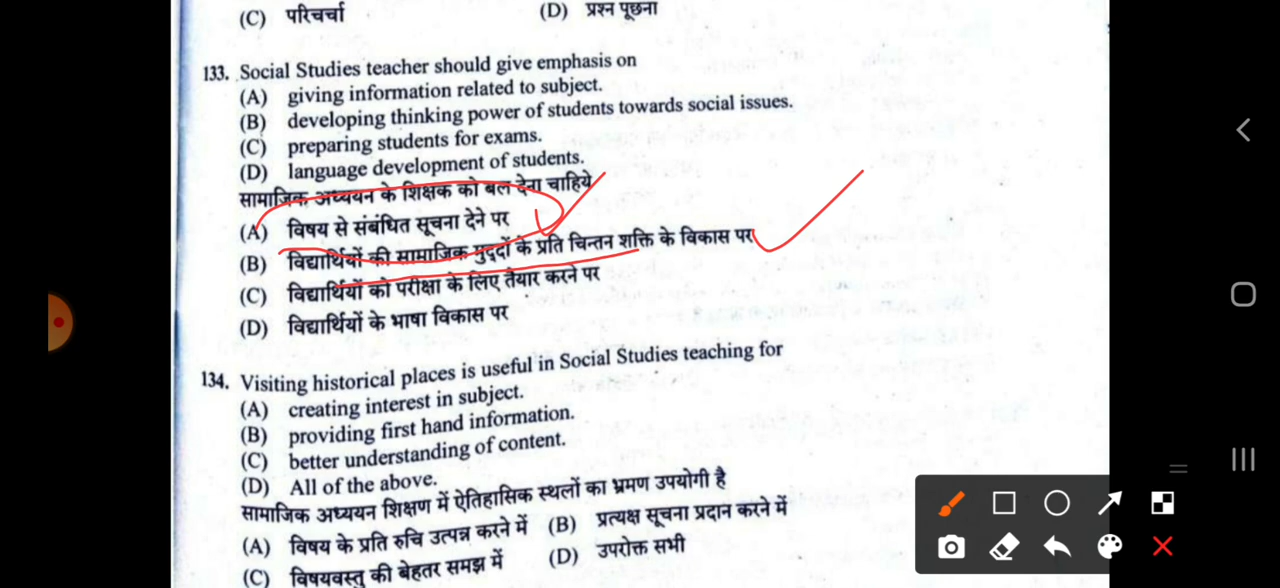 (C) परिचर्चा (D) प्रश्न पूछना
133. Social Studies teacher should give emphasis on
(A) giving information related to subject.
(B) developing thinking power of students towards social issues.
(C) preparing students for exams.
(D) language development of students.
सामाजिक अध्ययन के शिक्षक को बल देना चाहिये
(A) विषय से संबंधित सूचना देने पर
(B) विद्यार्थियों की सामाजिक मुद्दों के प्रति चिन्तन शक्ति के विकास पर
(C) विद्यार्थियों को परीक्षा के लिए तैयार करने पर
(D) विद्यार्थियों के भाषा विकास पर
134. Visiting historical places is useful in Social Studies teaching for
(A) creating interest in subject.
(B) providing first hand information.
(C) better understanding of content.
(D) All of the above.
सामाजिक अध्ययन शिक्षण में ऐतिहासिक स्थलों का भ्रमण उपयोगी है
(A) विषय के प्रति रुचि उत्पन्न करने में (B) प्रत्यक्ष सूचना प्रदान करने में
(C) विषयवस्तु की बेहतर समझ में (D) उपरोक्त सभी